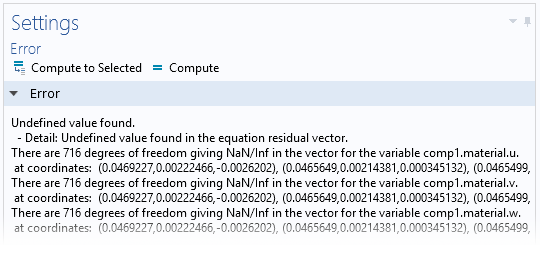 Settings
Error
Compute to Selected = Compute
Error
Undefined value found.
- Detail: Undefined value found in the equation residual vector.
There are 716 degrees of freedom giving NaN/Inf in the vector for the variable comp1.material.u.
at coordinates: (0.0469227,0.00222466,-0.0026202), (0.0465649,0.00214381,0.000345132), (0.0465499,
There are 716 degrees of freedom giving NaN/Inf in the vector for the variable comp1.material.v.
at coordinates: (0.0469227,0.00222466,-0.0026202), (0.0465649,0.00214381,0.000345132), (0.0465499,
There are 716 degrees of freedom giving NaN/Inf in the vector for the variable comp1.material.w.
at coordinates: (0.0469227,0.00222466,-0.0026202), (0.0465649,0.00214381,0.000345132), (0.0465499,